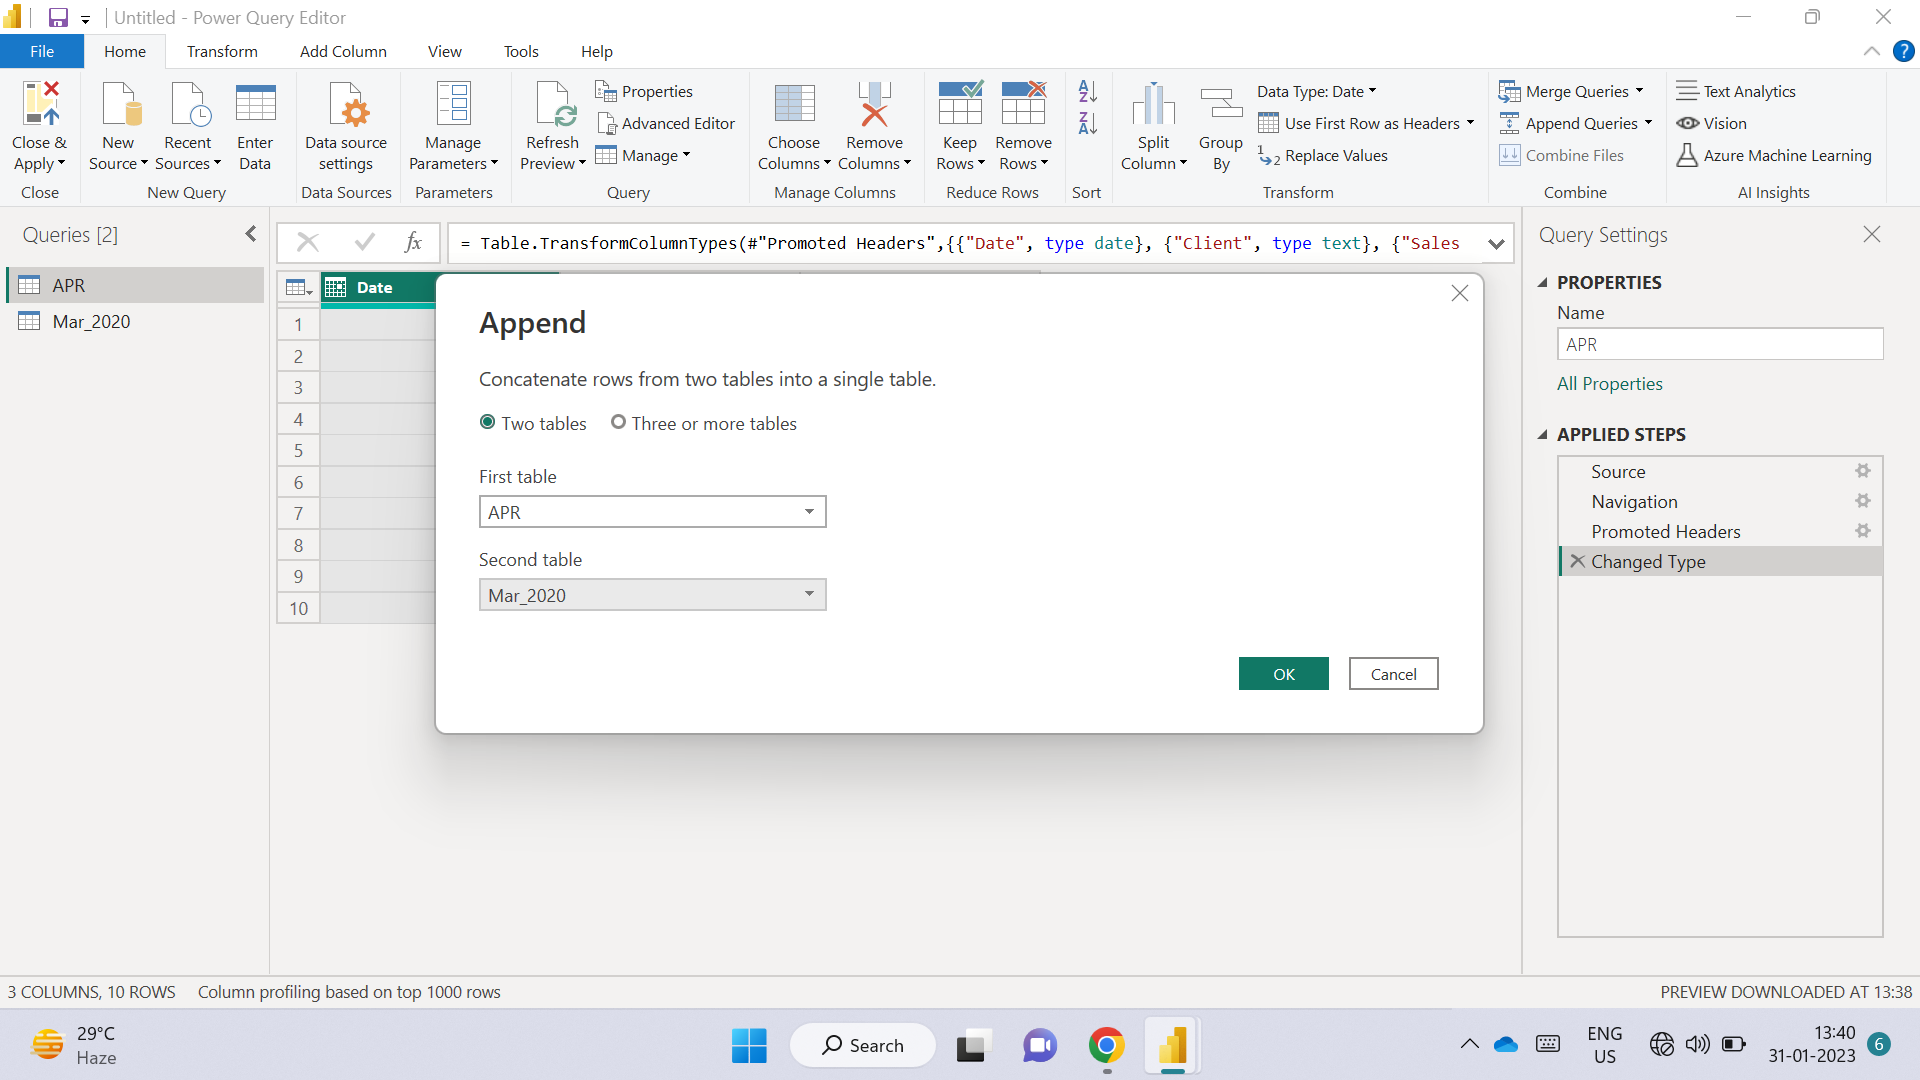 Untitled - Power Query Editor
File Home Transform Add Column View Tools Help
Close & Apply
New Source
Recent Sources
Enter Data
Data source settings
Manage Parameters
Refresh Preview
Properties
Advanced Editor
Manage
Choose Columns
Remove Columns
Keep Rows
Remove Rows
Split Column
Group By
Data Type: Date
Use First Row as Headers
Replace Values
Merge Queries
Append Queries
Combine Files
Text Analytics
Vision
Azure Machine Learning
Close New Query Data Sources Parameters Query Manage Columns Reduce Rows Sort Transform Combine AI Insights
Queries [2]
APR
Mar_2020
fx
= Table.TransformColumnTypes(#"Promoted Headers",{{"Date", type date}, {"Client", type text}, {"Sales
Date
1
2
3
4
5
6
7
8
9
10
Append
Concatenate rows from two tables into a single table.
Two tables Three or more tables
First table
APR
Second table
Mar_2020
OK Cancel
Query Settings
PROPERTIES
Name
APR
All Properties
APPLIED STEPS
Source
Navigation
Promoted Headers
Changed Type
3 COLUMNS, 10 ROWS Column profiling based on top 1000 rows PREVIEW DOWNLOADED AT 13:38
29°C
Haze
Search
ENG
US
13:40
31-01-2023
6